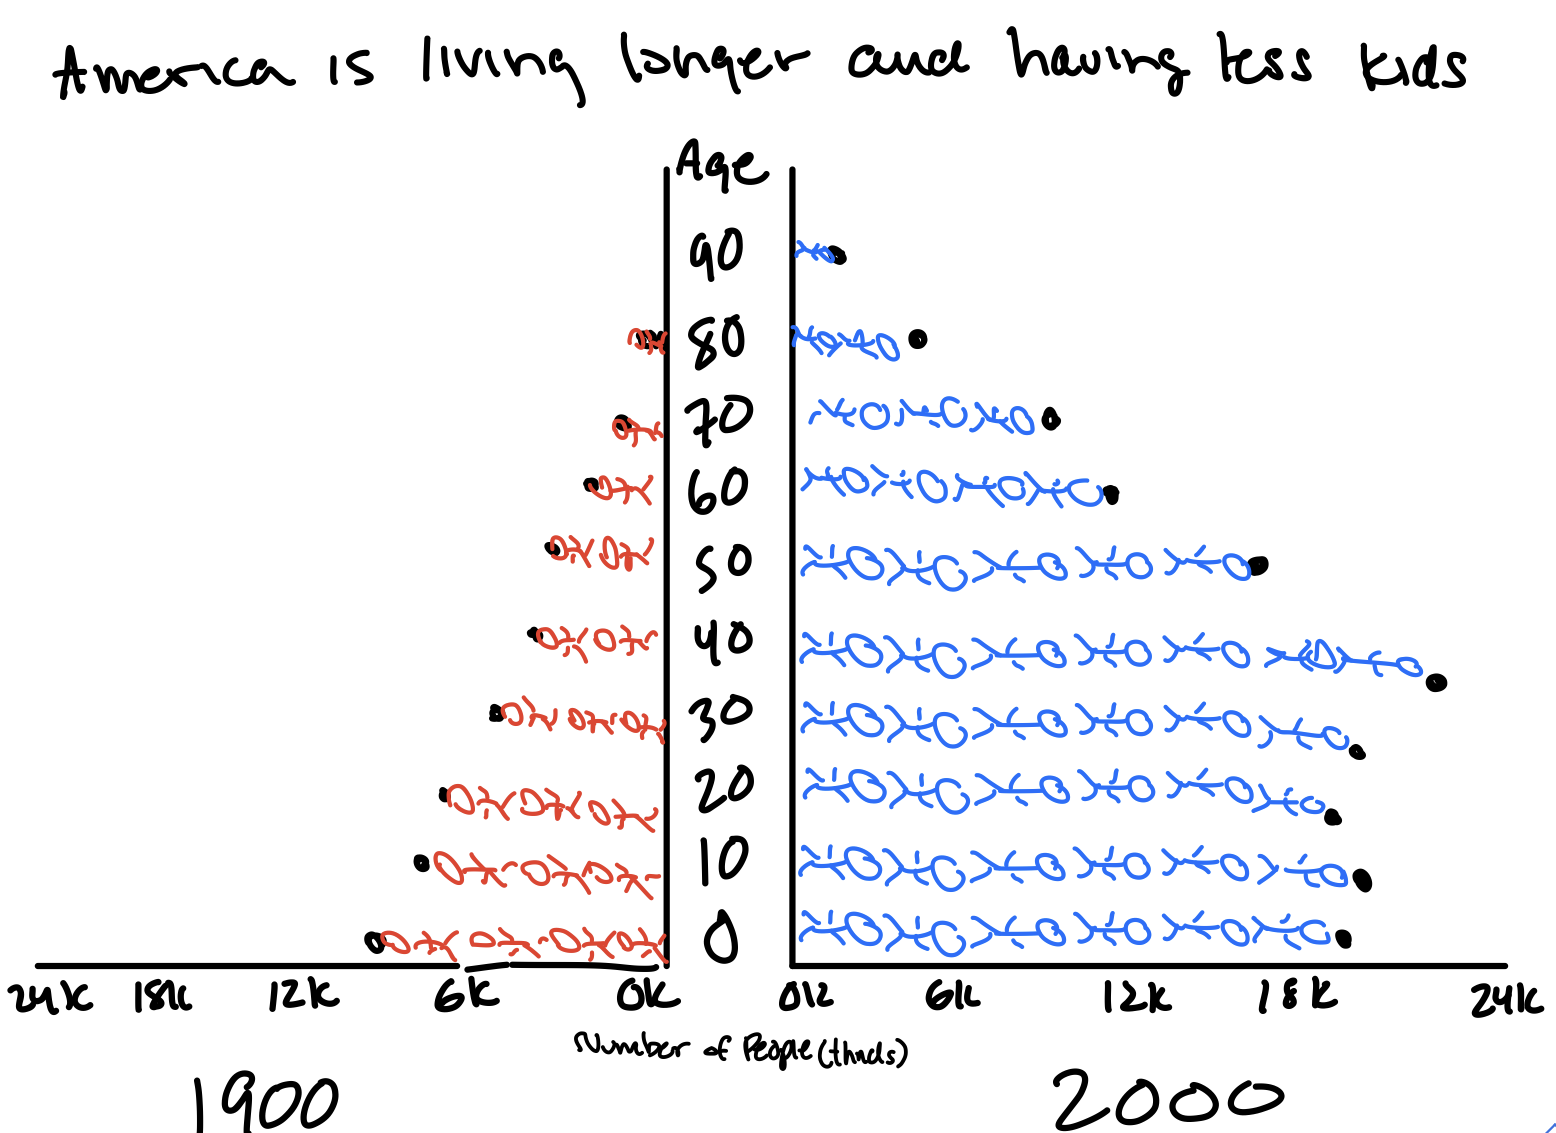 America is living longer and having less kids
Age
90
80
70
60
50
40
30
20
10
0
24K 18K 12K 6K 0K 0K 6K 12K 18K 24K
Number of People (thnds)
1900 2000